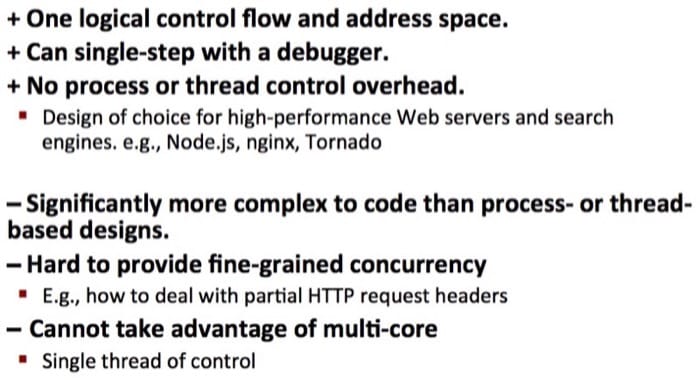 + One logical control flow and address space.
+ Can single-step with a debugger.
+ No process or thread control overhead.
▪ Design of choice for high-performance Web servers and search
engines. e.g., Node.js, nginx, Tornado
– Significantly more complex to code than process- or thread-
based designs.
– Hard to provide fine-grained concurrency
▪ E.g., how to deal with partial HTTP request headers
– Cannot take advantage of multi-core
▪ Single thread of control